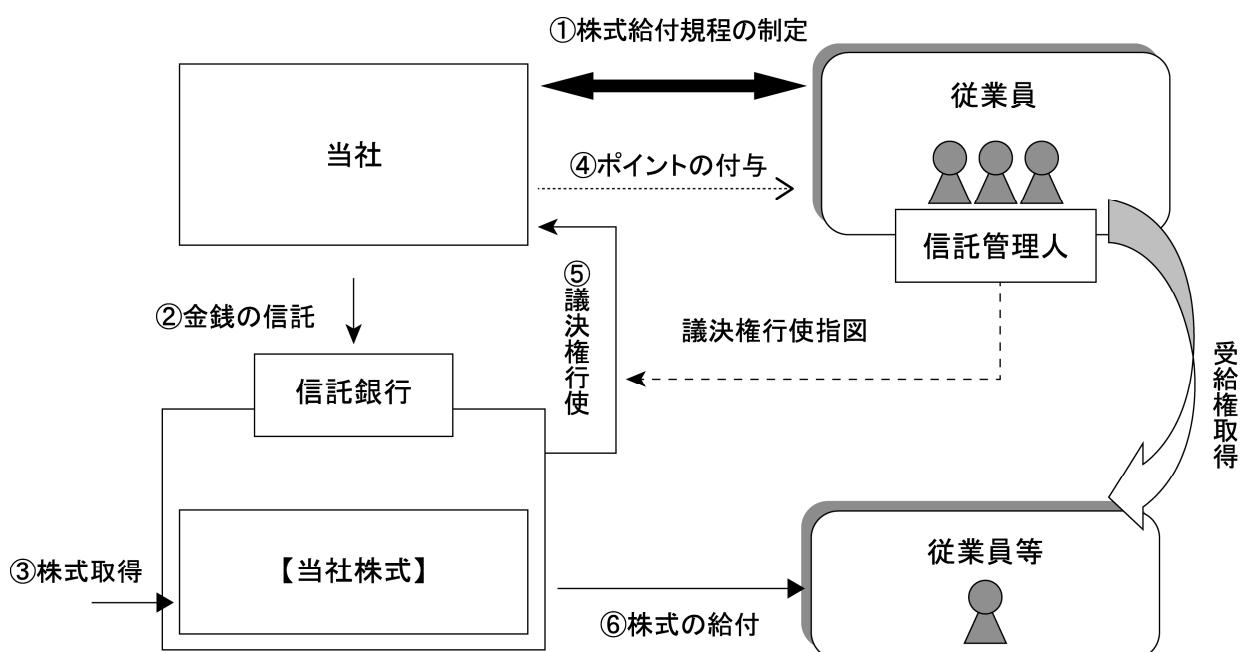 ①株式給付規程の制定
従業員
当社
④ポイントの付与
信託管理人
⑤議決権行使
②金銭の信託
議決権行使指図
信託銀行
受給権取得
③株式取得
【当社株式】
従業員等
⑥株式の給付